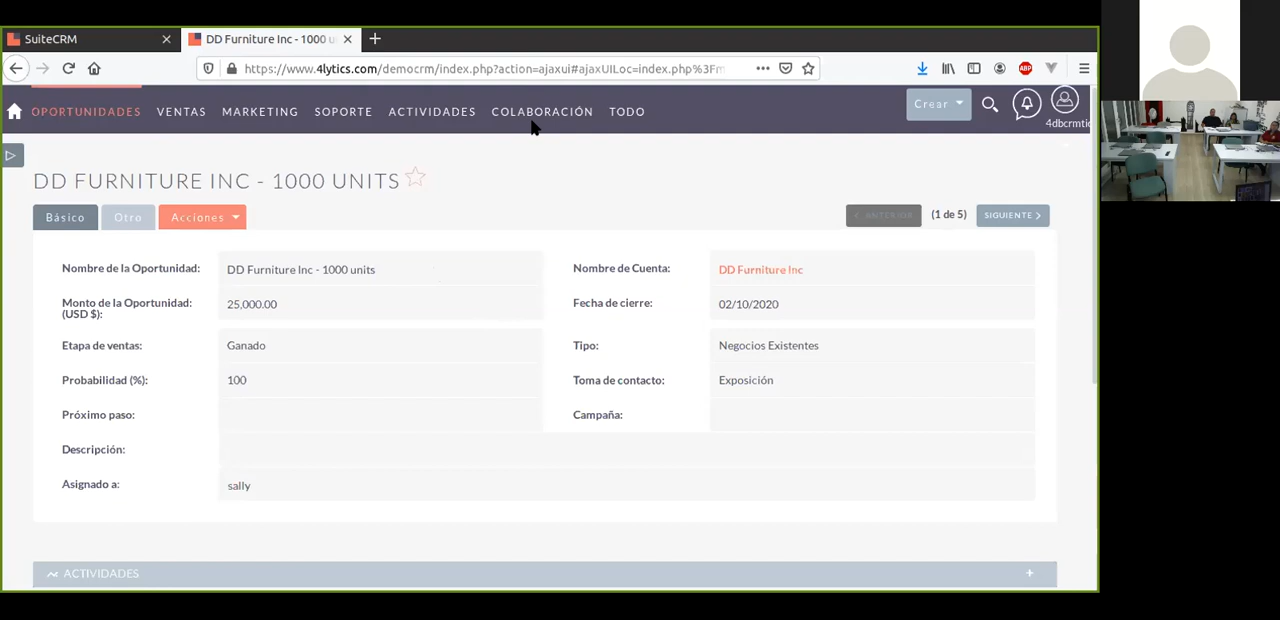 SuiteCRM
DD Furniture Inc - 1000 u
https://www.4lytics.com/democrm/index.php?action=ajaxui#ajaxUILoc=index.php%3Fm
ABP
OPORTUNIDADES VENTAS MARKETING SOPORTE ACTIVIDADES COLABORACIÓN TODO
Crear
4dbcrmtic
DD FURNITURE INC - 1000 UNITS
Básico Otro Acciones
< ANTERIOR (1 de 5) SIGUIENTE >
Nombre de la Oportunidad: DD Furniture Inc - 1000 units
Nombre de Cuenta: DD Furniture Inc
Monto de la Oportunidad: (USD $): 25,000.00
Fecha de cierre: 02/10/2020
Etapa de ventas: Ganado
Tipo: Negocios Existentes
Probabilidad (%): 100
Toma de contacto: Exposición
Próximo paso:
Campaña:
Descripción:
Asignado a: sally
ACTIVIDADES +